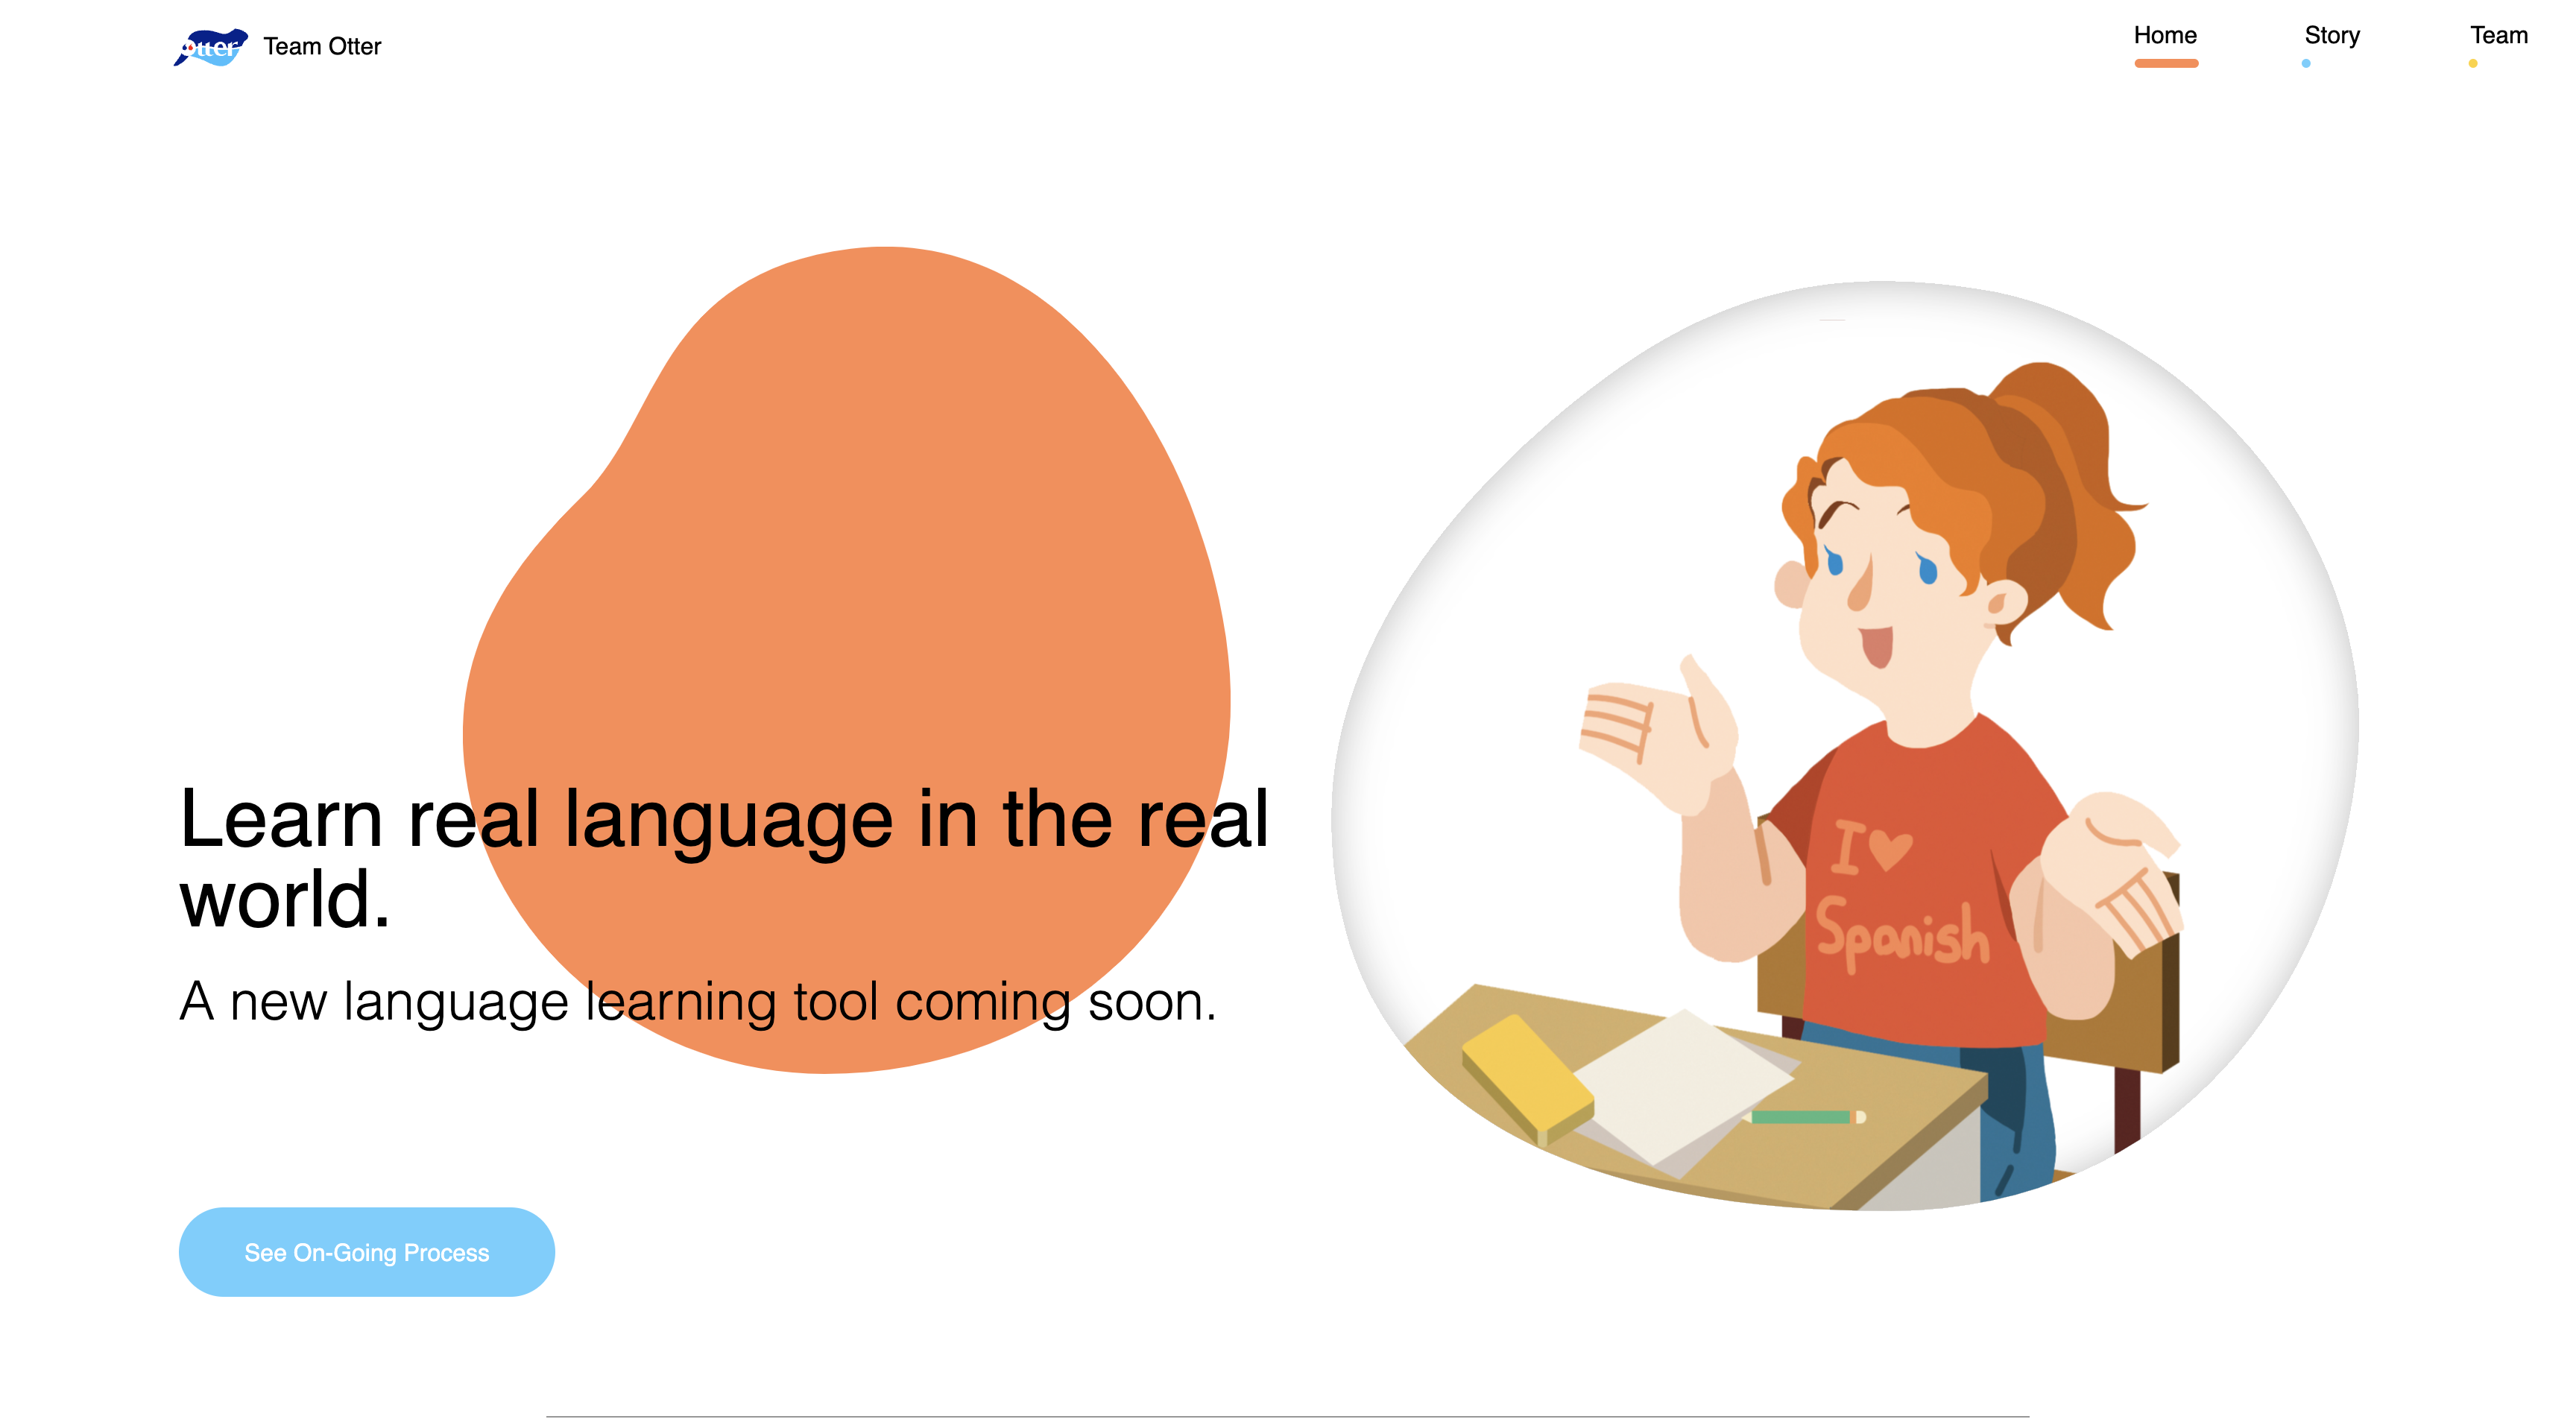 Otter
Team Otter
Home
Story
Team
Learn real language in the real
world.
A new language learning tool coming soon.
See On-Going Process
I
Spanish